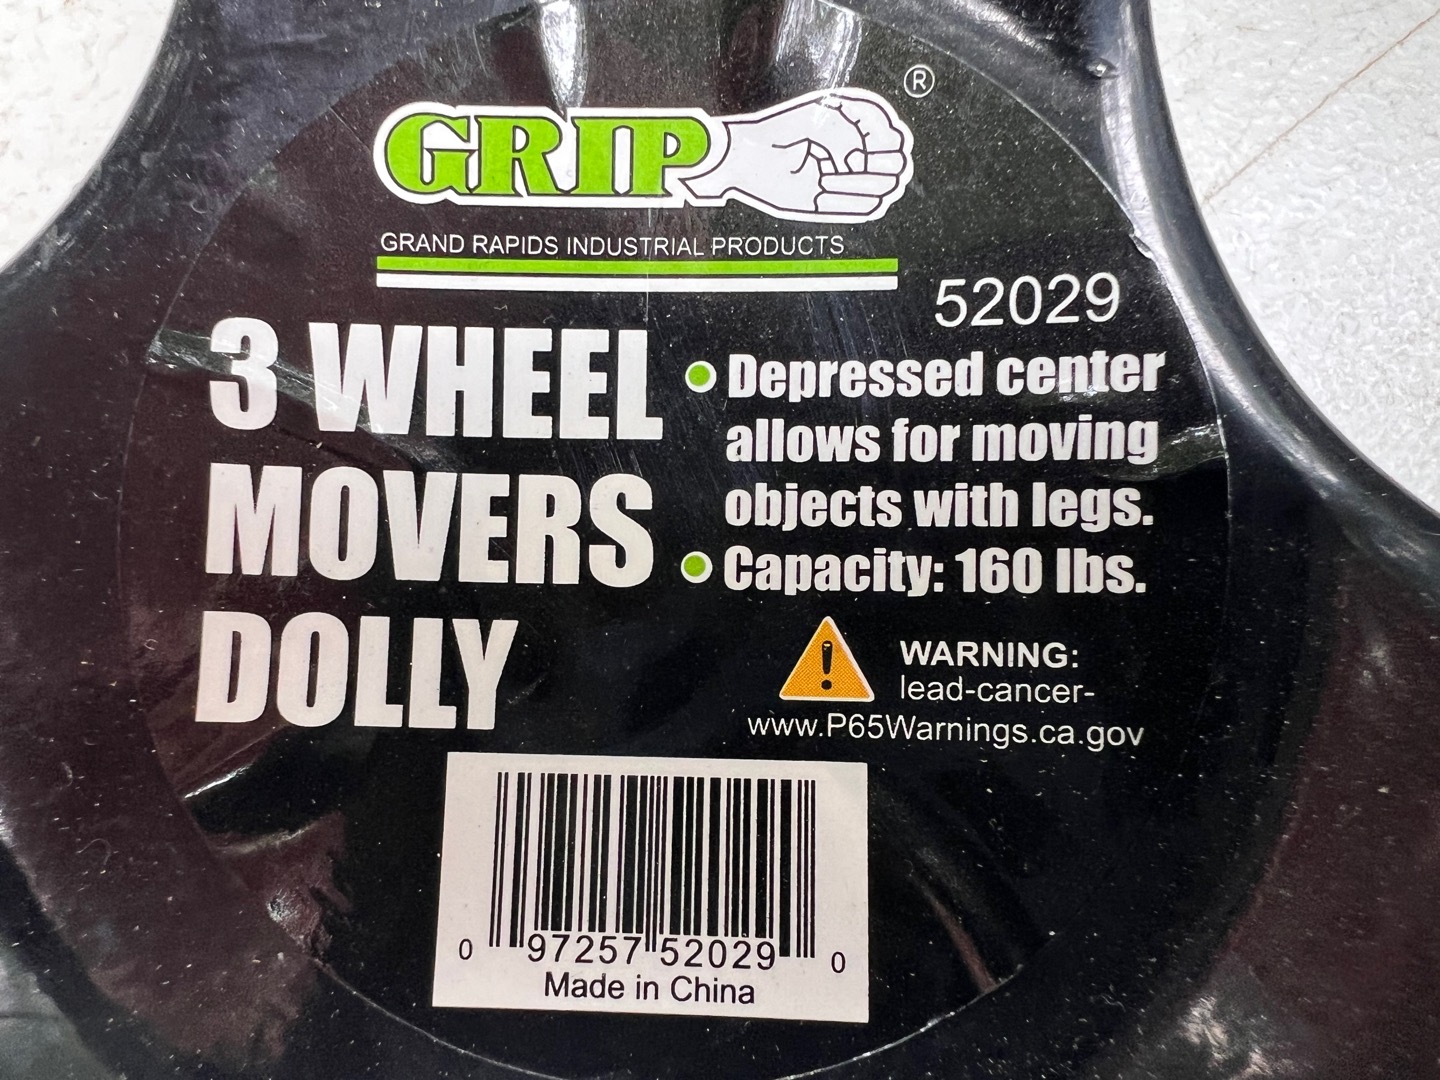 GRIP®
GRAND RAPIDS INDUSTRIAL PRODUCTS
52029
3 WHEEL
MOVERS
DOLLY
Depressed center
allows for moving
objects with legs.
Capacity: 160 lbs.
WARNING:
lead-cancer-
www.P65Warnings.ca.gov
0 97257 52029 0
Made in China